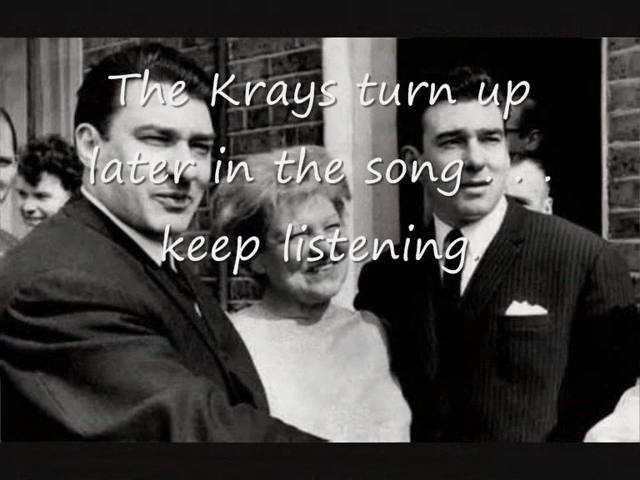 The Krays turn up
later in the song . . .
keep listening.